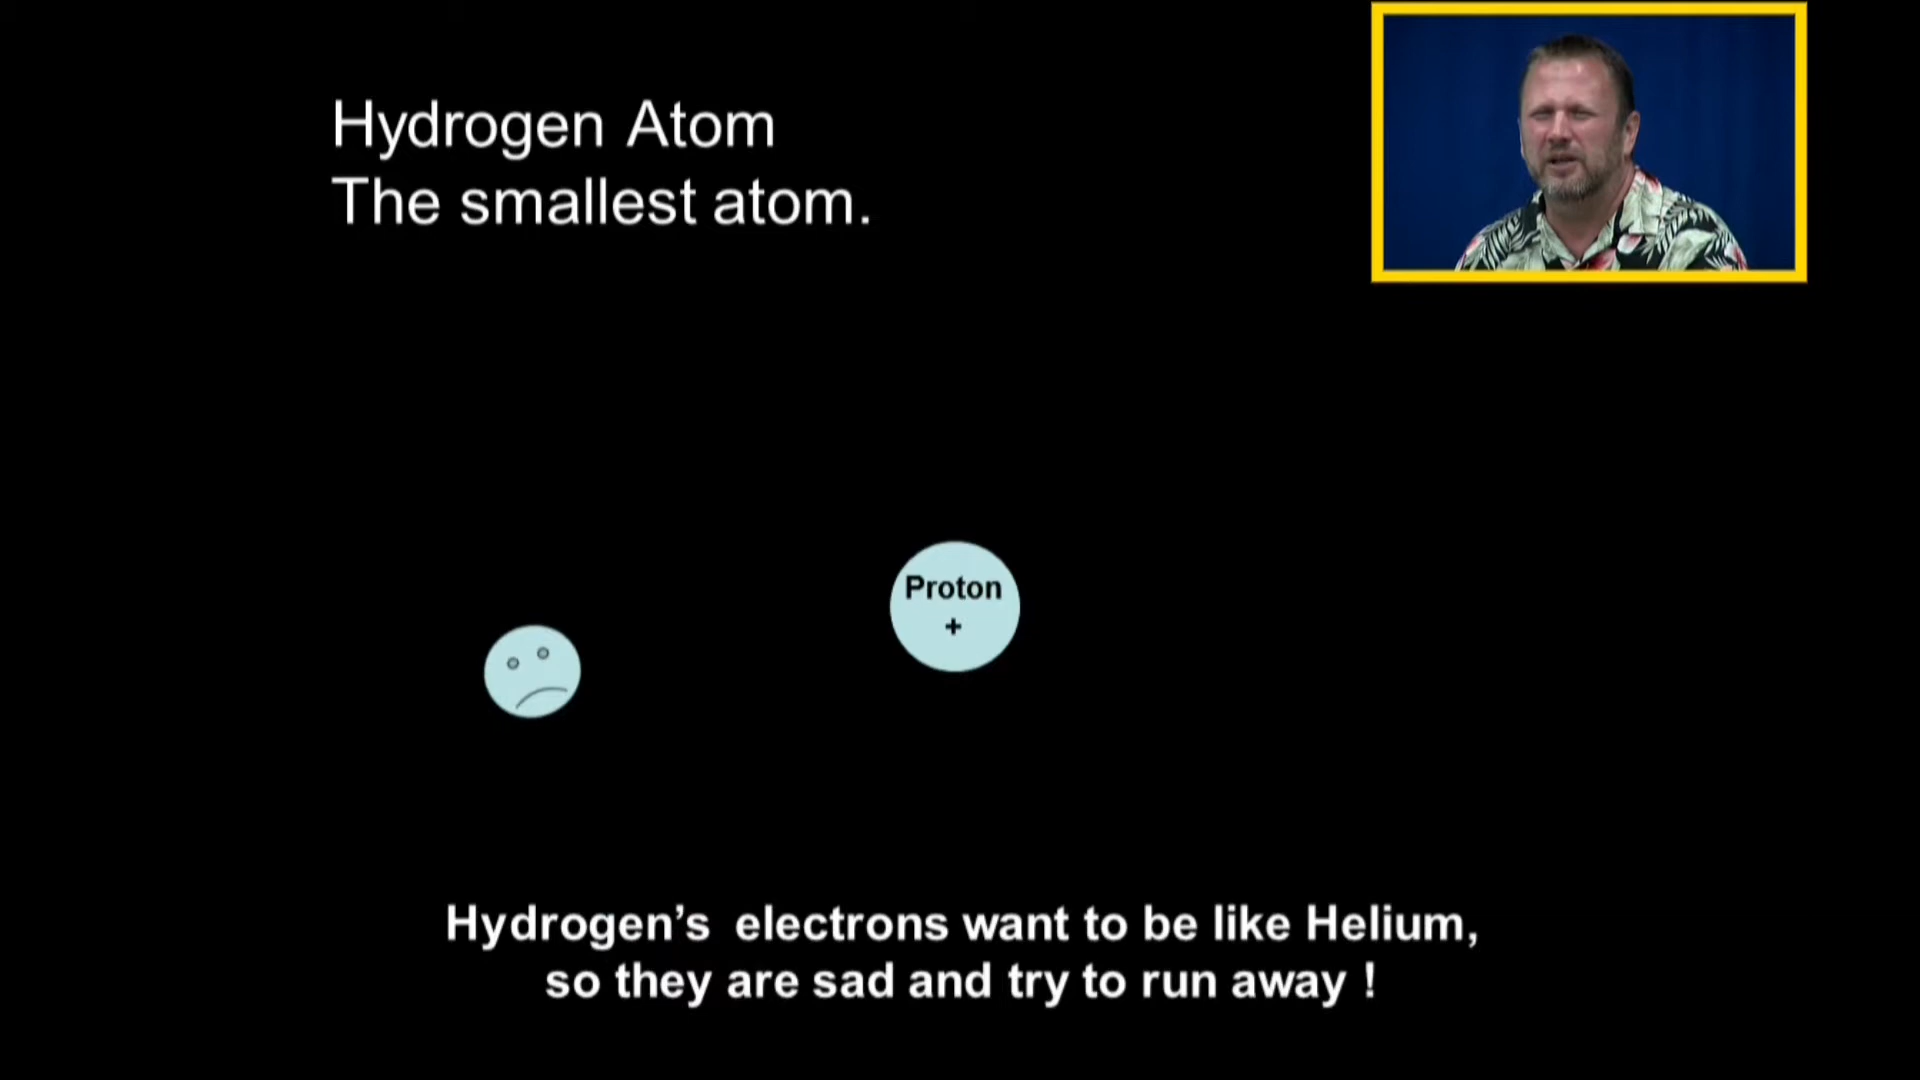 Hydrogen Atom
The smallest atom.
Proton
+
Hydrogen’s electrons want to be like Helium,
so they are sad and try to run away !